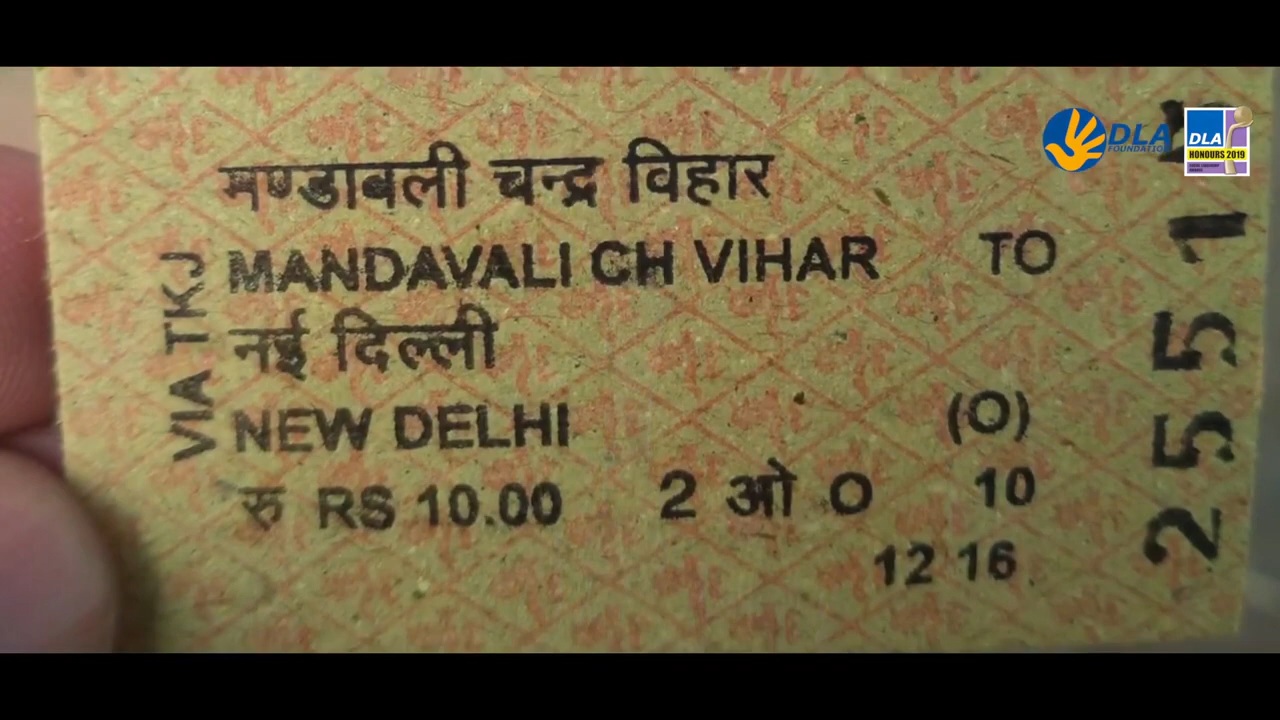 मण्डाबली चन्द्र विहार
MANDAVALI CH VIHAR TO
नई दिल्ली
NEW DELHI (O)
रु RS 10.00 2 ओ O 10
12 16
VIA TKJ
2551
DLA FOUNDATION
DLA
HONOURS 2019